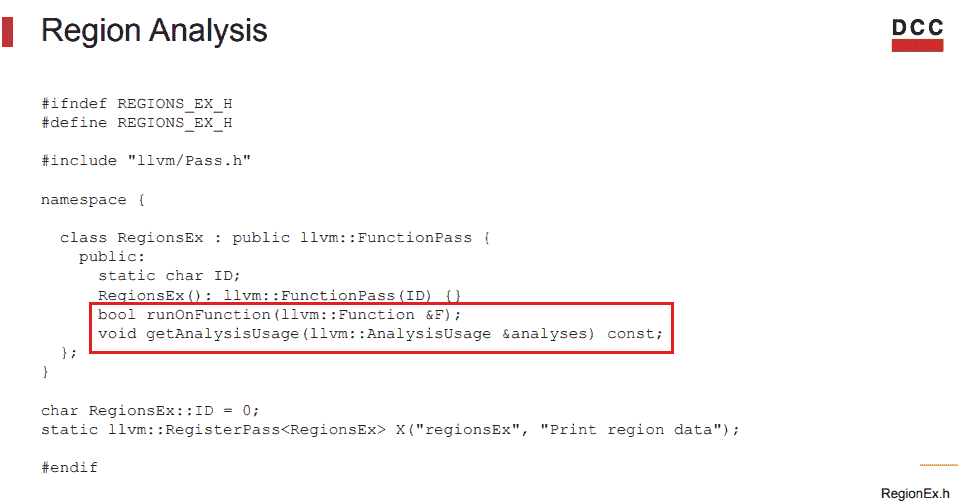 Region Analysis
DCC
#ifndef REGIONS_EX_H
#define REGIONS_EX_H
#include "llvm/Pass.h"
namespace {
class RegionsEx : public llvm::FunctionPass {
public:
static char ID;
RegionsEx(): llvm::FunctionPass(ID) {}
bool runOnFunction(llvm::Function &F);
void getAnalysisUsage(llvm::AnalysisUsage &analyses) const;
};
}
char RegionsEx::ID = 0;
static llvm::RegisterPass<RegionsEx> X("regionsEx", "Print region data");
#endif
RegionEx.h